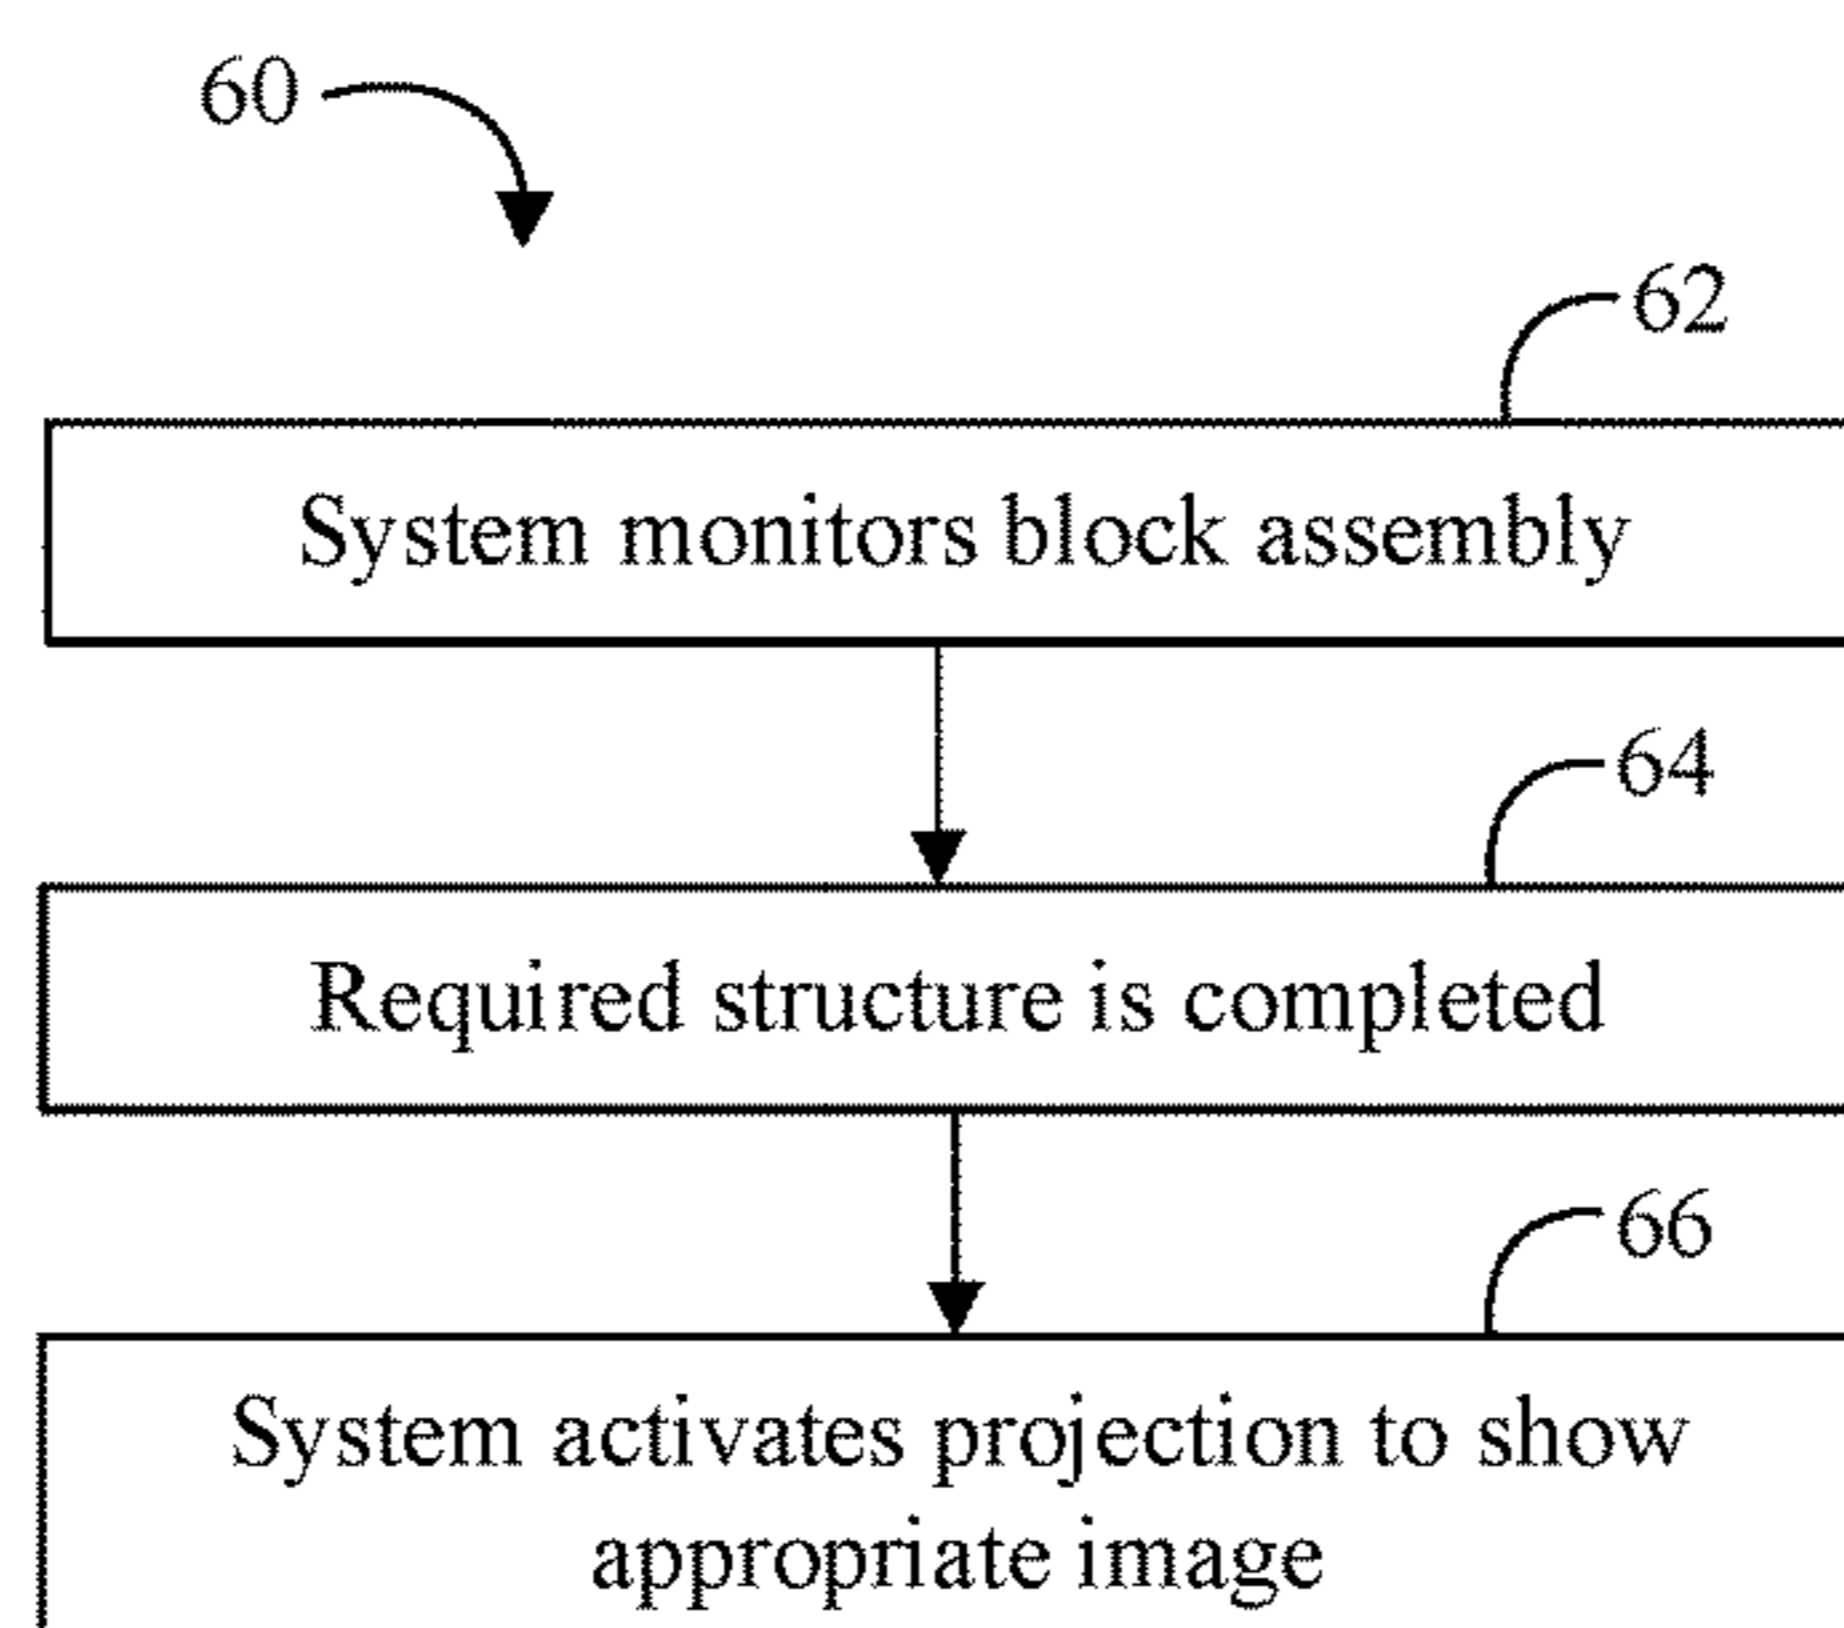 60
62
System monitors block assembly
64
Required structure is completed
66
System activates projection to show
appropriate image